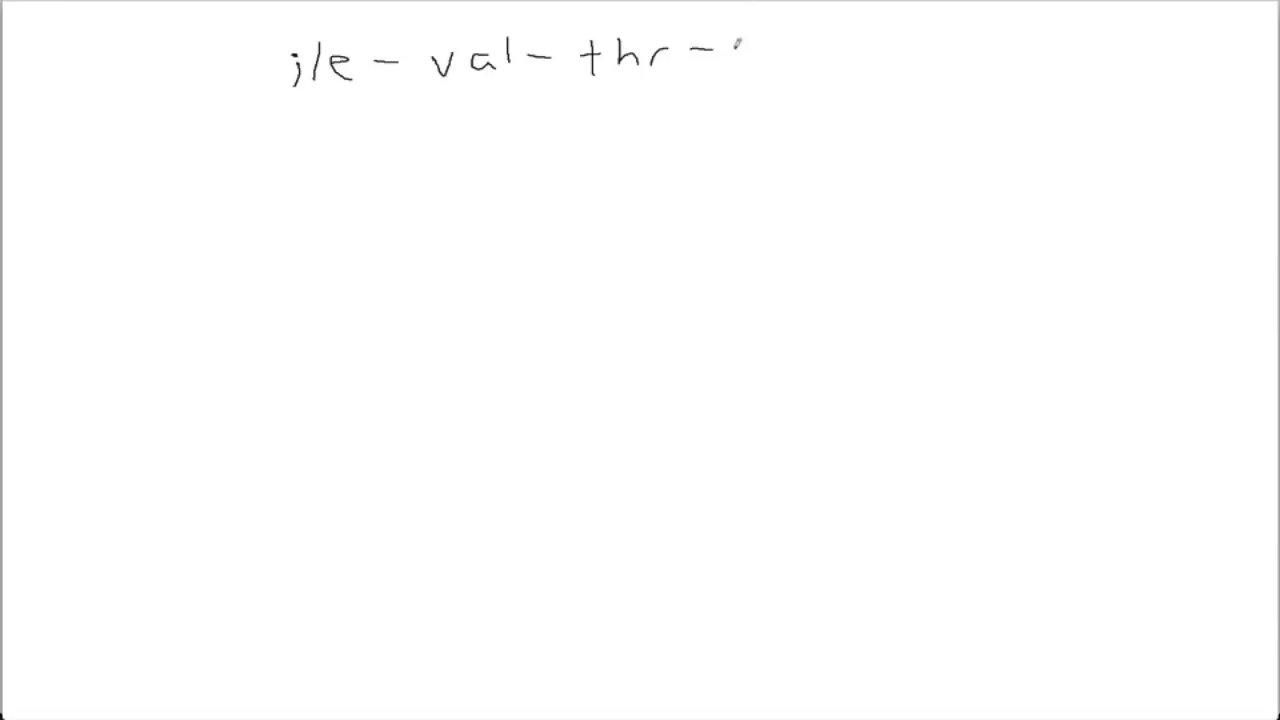 ile - val - thr -